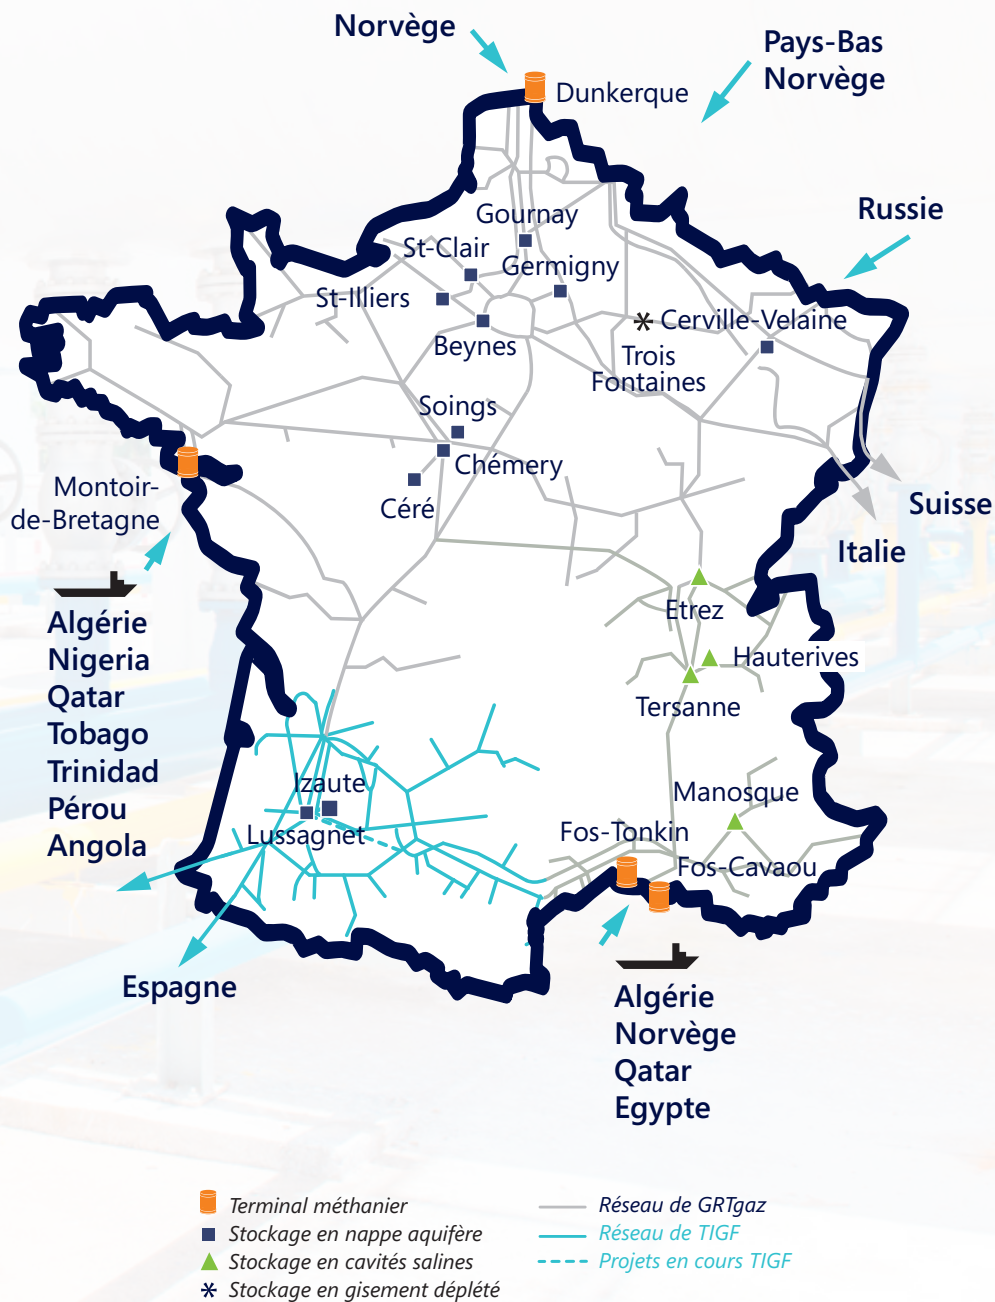 Norvège
Pays-Bas
Norvège
Dunkerque
Russie
Gournay
St-Clair
Germigny
St-Illiers
Cerville-Velaine
Beynes
Trois
Fontaines
Soings
Chémery
Céré
Montoir-
de-Bretagne
Suisse
Italie
Algérie
Nigeria
Qatar
Tobago
Trinidad
Pérou
Angola
Etrez
Hauterives
Tersanne
Izaute
Lussagnet
Manosque
Fos-Tonkin
Fos-Cavaou
Espagne
Algérie
Norvège
Qatar
Egypte
Terminal méthanier
Stockage en nappe aquifère
Stockage en cavités salines
Stockage en gisement déplété
Réseau de GRTgaz
Réseau de TIGF
Projets en cours TIGF